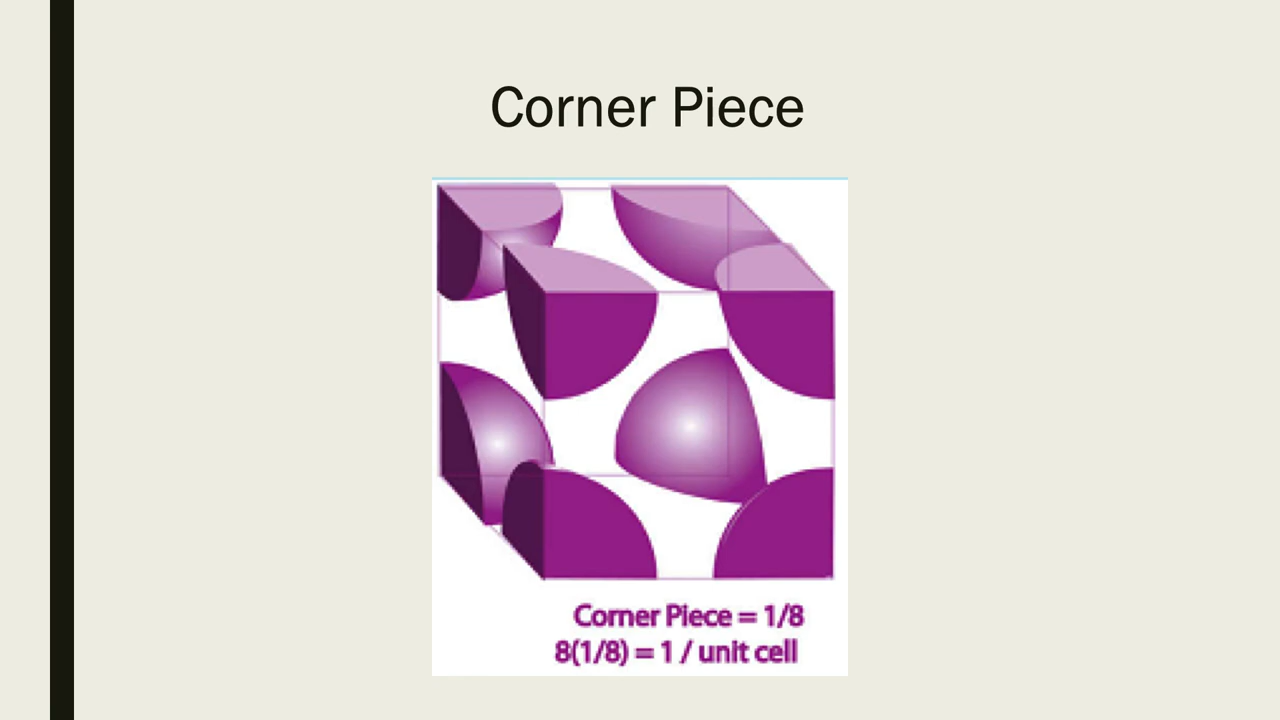 Corner Piece
Corner Piece = 1/8
8(1/8) = 1 / unit cell